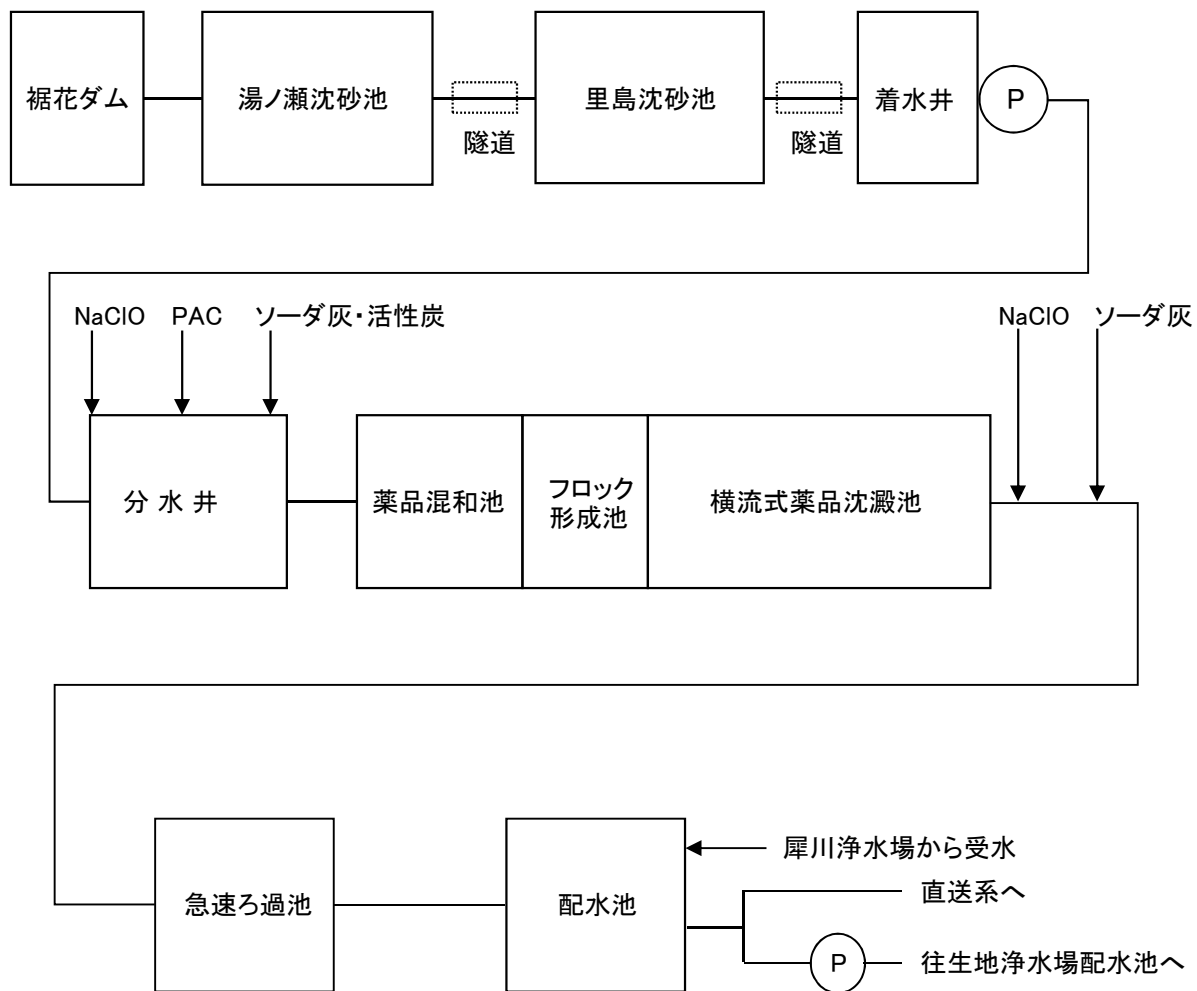 裾花ダム
湯ノ瀬沈砂池
隧道
里島沈砂池
隧道
着水井
P
NaClO
PAC
ソーダ灰・活性炭
NaClO
ソーダ灰
分 水 井
薬品混和池
フロック
形成池
横流式薬品沈澱池
急速ろ過池
配水池
犀川浄水場から受水
直送系へ
P
往生地浄水場配水池へ